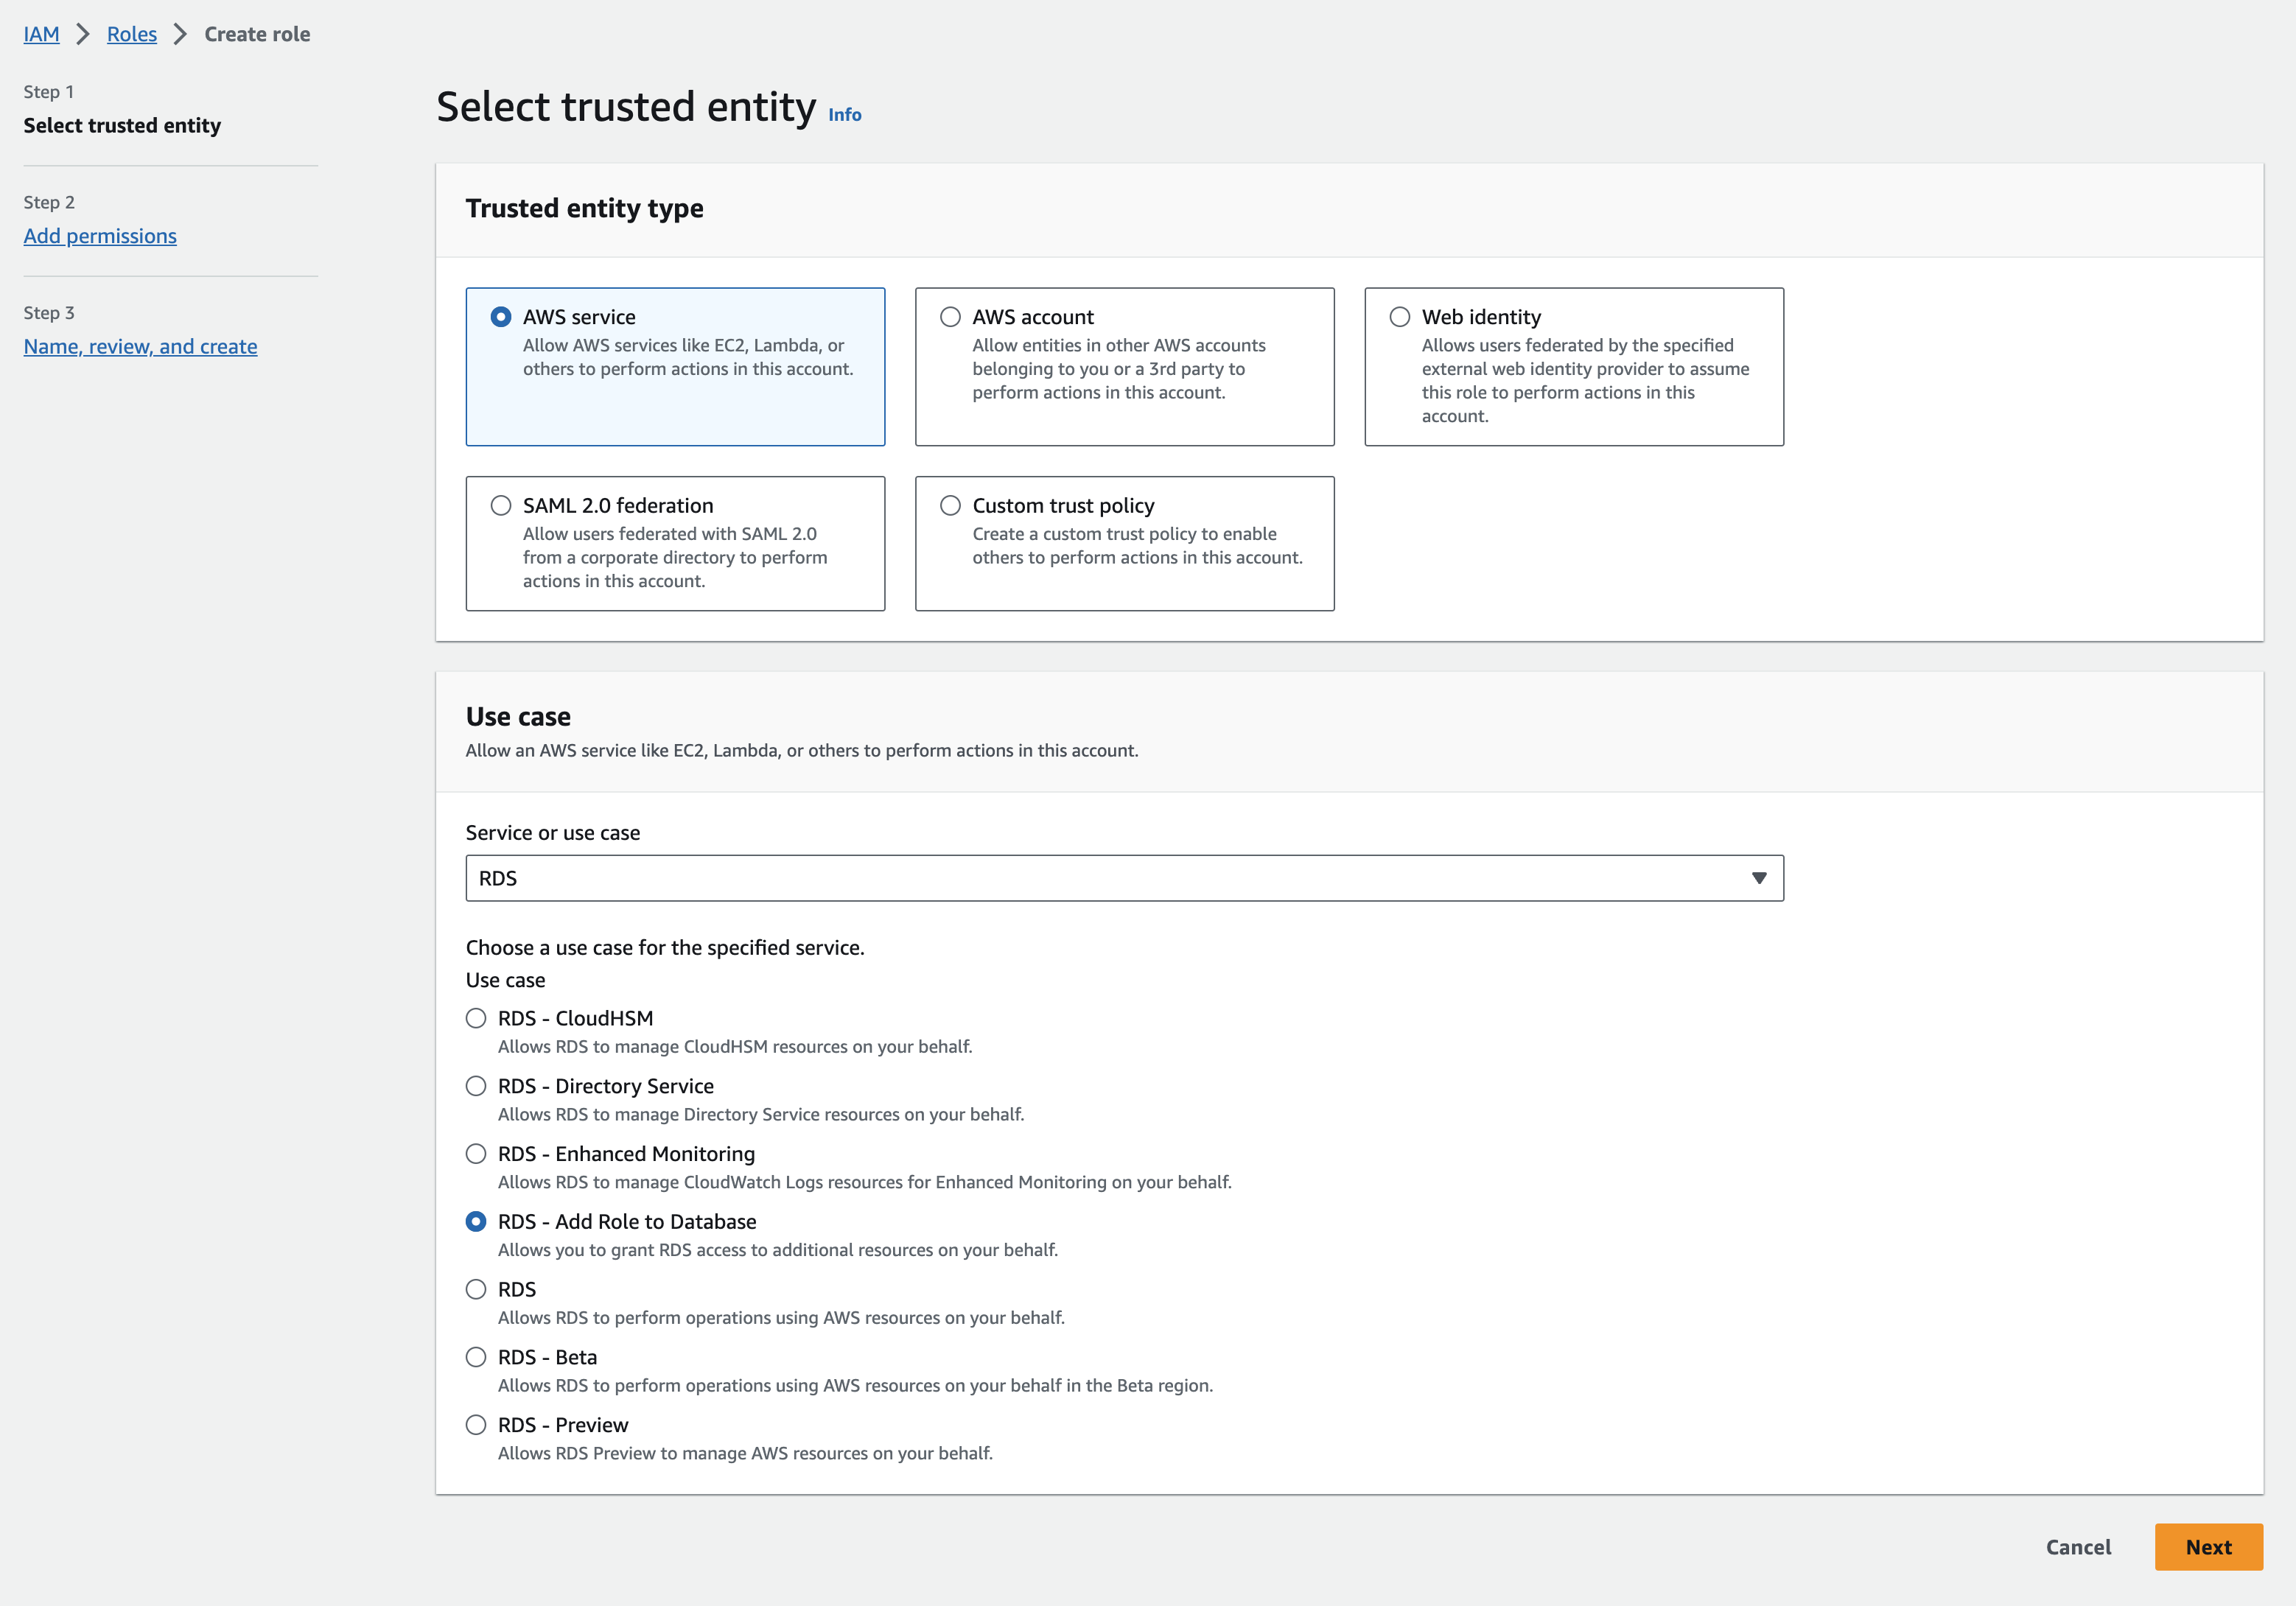 IAM > Roles > Create role
Step 1
Select trusted entity
Step 2
Add permissions
Step 3
Name, review, and create
Select trusted entity Info
Trusted entity type
AWS service
Allow AWS services like EC2, Lambda, or
others to perform actions in this account.
AWS account
Allow entities in other AWS accounts
belonging to you or a 3rd party to
perform actions in this account.
Web identity
Allows users federated by the specified
external web identity provider to assume
this role to perform actions in this
account.
SAML 2.0 federation
Allow users federated with SAML 2.0
from a corporate directory to perform
actions in this account.
Custom trust policy
Create a custom trust policy to enable
others to perform actions in this account.
Use case
Allow an AWS service like EC2, Lambda, or others to perform actions in this account.
Service or use case
RDS
Choose a use case for the specified service.
Use case
RDS - CloudHSM
Allows RDS to manage CloudHSM resources on your behalf.
RDS - Directory Service
Allows RDS to manage Directory Service resources on your behalf.
RDS - Enhanced Monitoring
Allows RDS to manage CloudWatch Logs resources for Enhanced Monitoring on your behalf.
RDS - Add Role to Database
Allows you to grant RDS access to additional resources on your behalf.
RDS
Allows RDS to perform operations using AWS resources on your behalf.
RDS - Beta
Allows RDS to perform operations using AWS resources on your behalf in the Beta region.
RDS - Preview
Allows RDS Preview to manage AWS resources on your behalf.
Cancel
Next